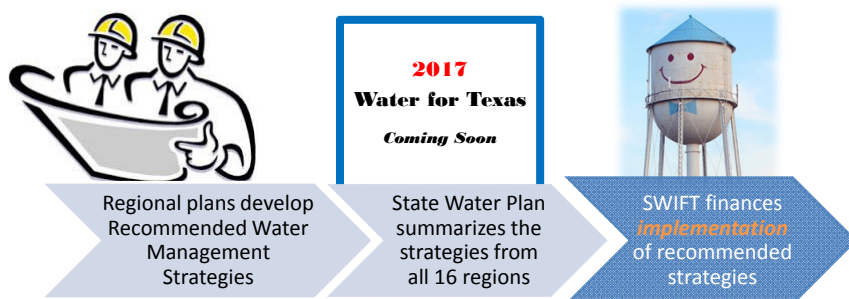 2017
Water for Texas
Coming Soon
Regional plans develop
Recommended Water
Management
Strategies
State Water Plan
summarizes the
strategies from
all 16 regions
SWIFT finances
implementation
of recommended
strategies